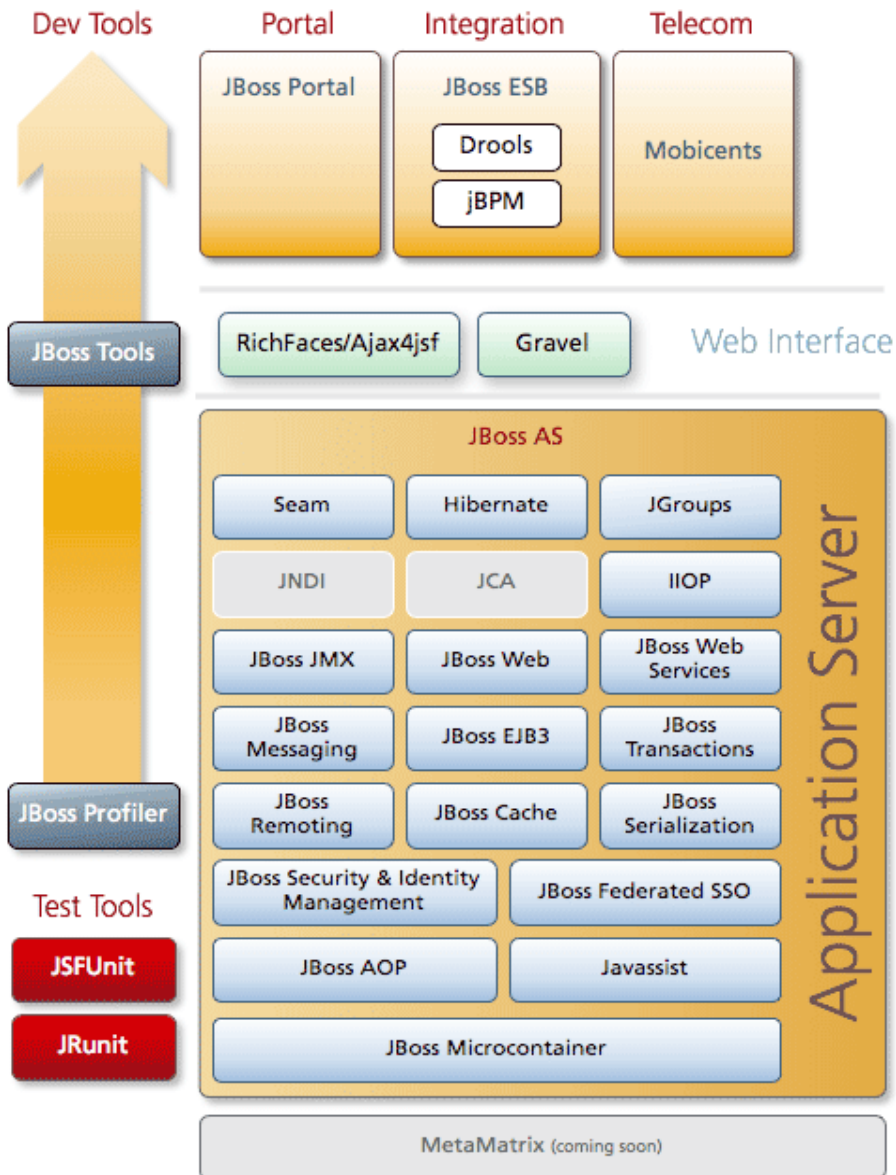 Dev Tools
Portal
Integration
Telecom
JBoss Portal
JBoss ESB
Drools
jBPM
Mobicents
JBoss Tools
RichFaces/Ajax4jsf
Gravel
Web Interface
JBoss AS
Seam
Hibernate
JGroups
JNDI
JCA
IIOP
JBoss JMX
JBoss Web
JBoss Web
Services
JBoss
Messaging
JBoss EJB3
JBoss
Transactions
JBoss Profiler
JBoss
Remoting
JBoss Cache
JBoss
Serialization
JBoss Security & Identity
Management
JBoss Federated SSO
Test Tools
JSFUnit
JBoss AOP
Javassist
JRunit
JBoss Microcontainer
Application Server
MetaMatrix (coming soon)